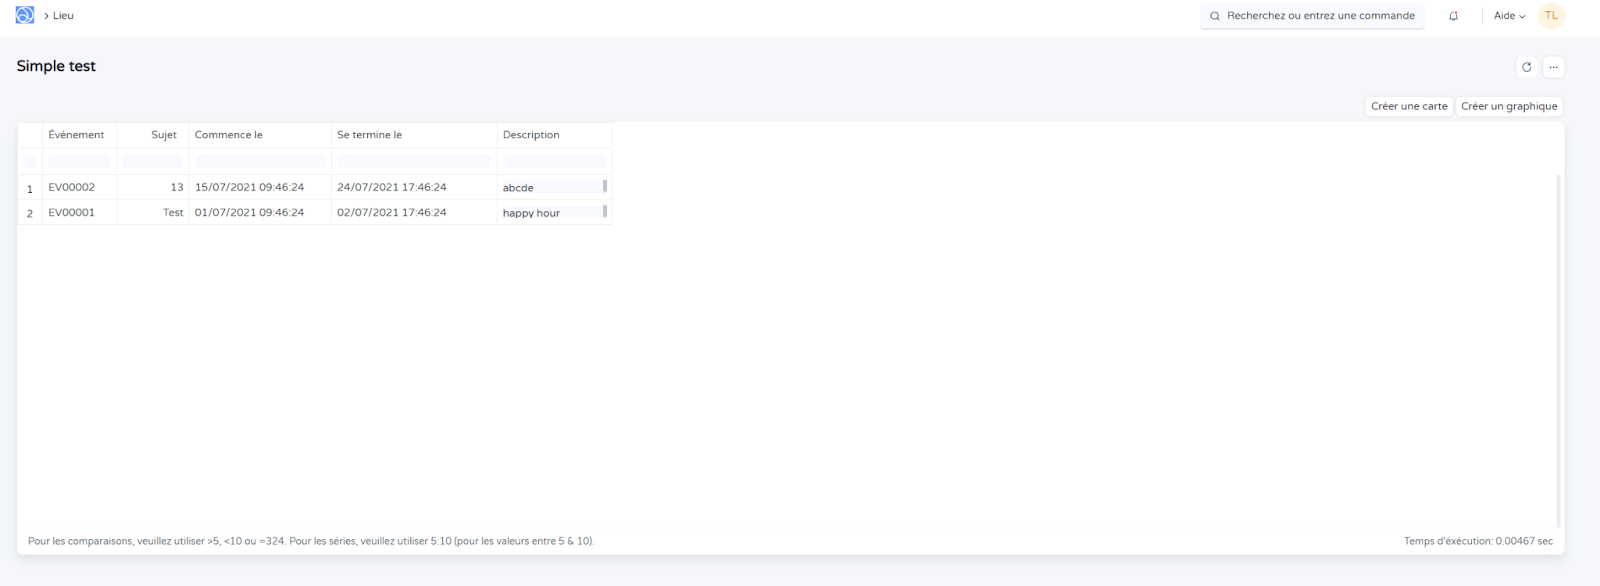 Lieu
Recherchez ou entrez une commande
Aide
TL
Simple test
...
Créer une carte
Créer un graphique
Événement Sujet Commence le Se termine le Description
1 EV00002 13 15/07/2021 09:46:24 24/07/2021 17:46:24 abcde
2 EV00001 Test 01/07/2021 09:46:24 02/07/2021 17:46:24 happy hour
Pour les comparaisons, veuillez utiliser >5, <10 ou =324. Pour les séries, veuillez utiliser 5:10 (pour les valeurs entre 5 & 10).
Temps d'éxécution: 0.00467 sec